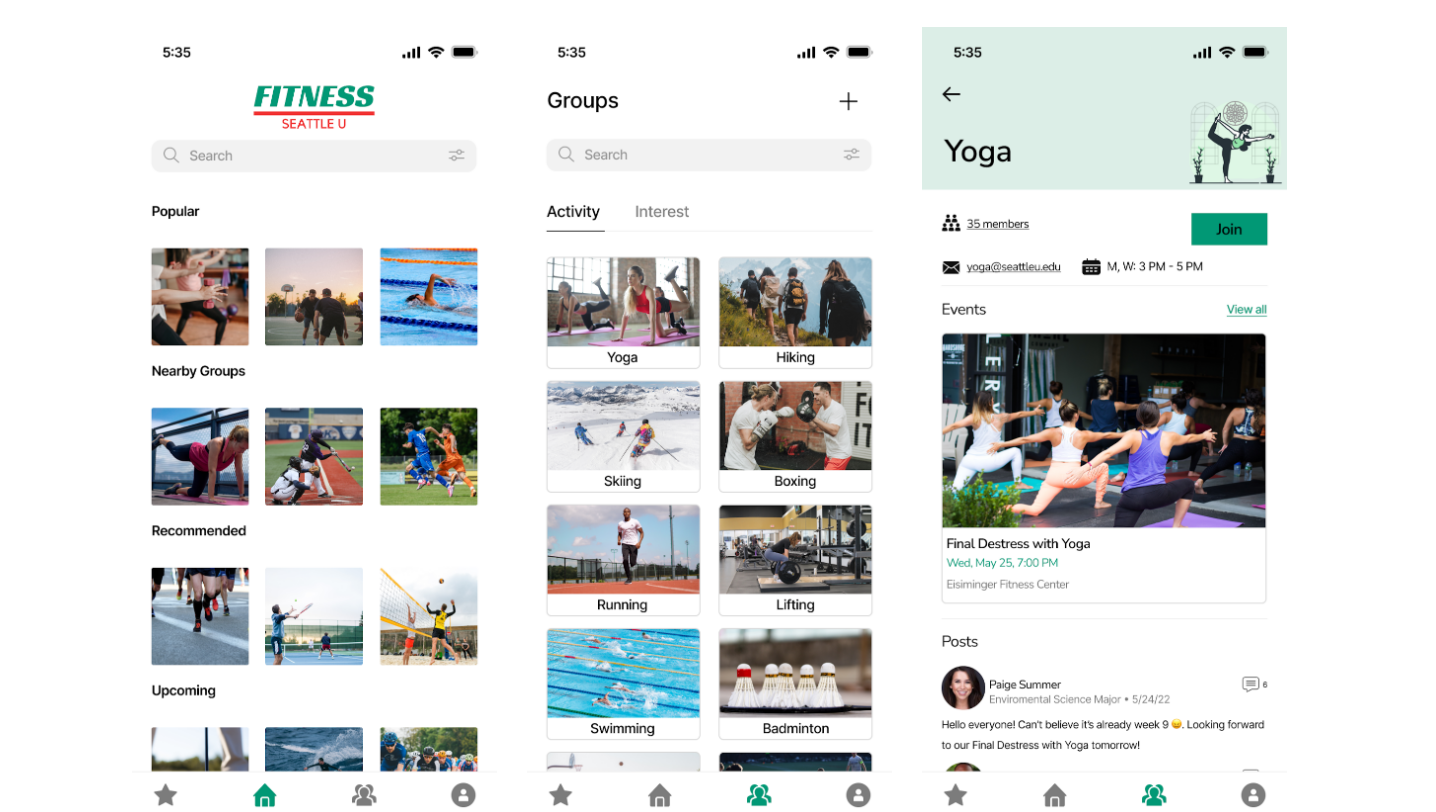 5:35
FITNESS
SEATTLE U
Search
Popular
Nearby Groups
Recommended
Upcoming
5:35
Groups
Search
Activity Interest
Yoga Hiking
Skiing Boxing
Running Lifting
Swimming Badminton
5:35
Yoga
35 members
Join
yoga@seattleu.edu M, W: 3 PM - 5 PM
Events View all
Final Destress with Yoga
Wed, May 25, 7:00 PM
Eisiminger Fitness Center
Posts
Paige Summer 6
Enviromental Science Major • 5/24/22
Hello everyone! Can't believe it's already week 9 😄. Looking forward
to our Final Destress with Yoga tomorrow!